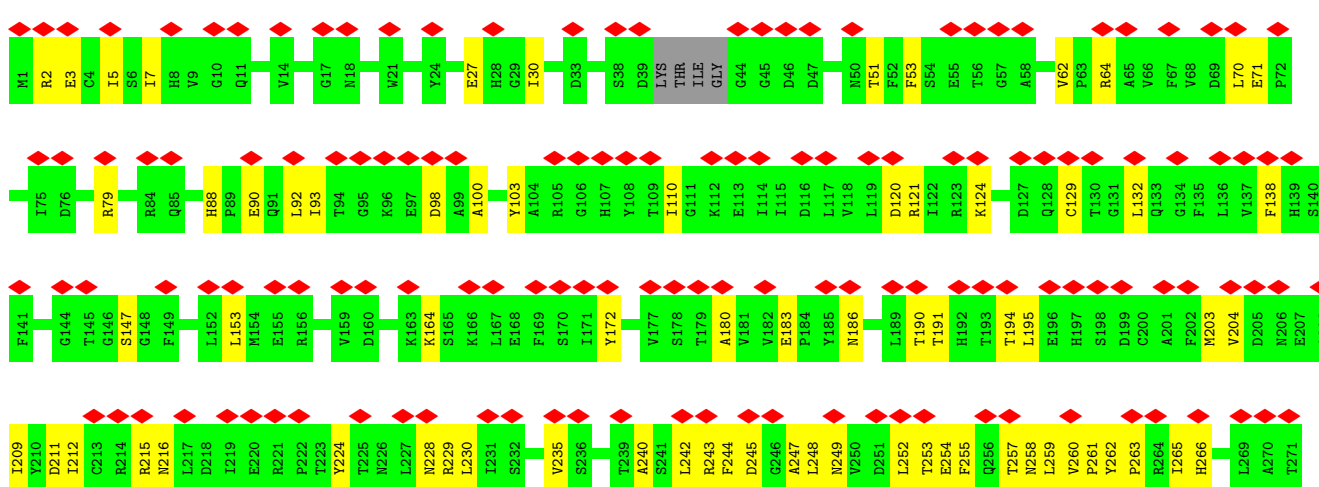 M1 R2 E3 C4 I5 S6 I7 H8 V9 G10 Q11 V14 G17 N18 W21 Y24 E27 H28 G29 I30 D33 S38 D39 LYS THR ILE GLY G44 G45 D46 D47 N50 T51 F52 F53 S54 E55 T56 G57 A58 V62 P63 R64 A65 V66 F67 V68 D69 L70 E71 P72
I75 D76 R79 R84 Q85 H88 P89 E90 Q91 L92 I93 T94 G95 K96 E97 D98 A99 A100 Y103 A104 R105 G106 H107 Y108 T109 I110 G111 K112 E113 I114 I115 D116 L117 V118 L119 D120 R121 I122 R123 K124 D127 Q128 C129 T130 G131 L132 Q133 G134 F135 L136 V137 F138 H139 S140
F141 G144 T145 G146 S147 G148 F149 L152 L153 M154 E155 R156 V159 D160 K163 K164 S165 K166 L167 E168 F169 S170 I171 Y172 V177 S178 T179 A180 V181 V182 E183 P184 Y185 N186 L189 T190 T191 H192 T193 T194 L195 E196 H197 S198 D199 C200 A201 F202 M203 V204 D205 N206 E207
I209 Y210 D211 I212 C213 R214 R215 N216 L217 D218 I219 E220 R221 P222 T223 Y224 T225 N226 L227 N228 R229 L230 I231 S232 V235 S236 T239 A240 S241 L242 R243 F244 D245 G246 A247 L248 N249 V250 D251 L252 T253 E254 F255 Q256 T257 N258 L259 V260 P261 Y262 P263 R264 I265 H266 L269 A270 T271